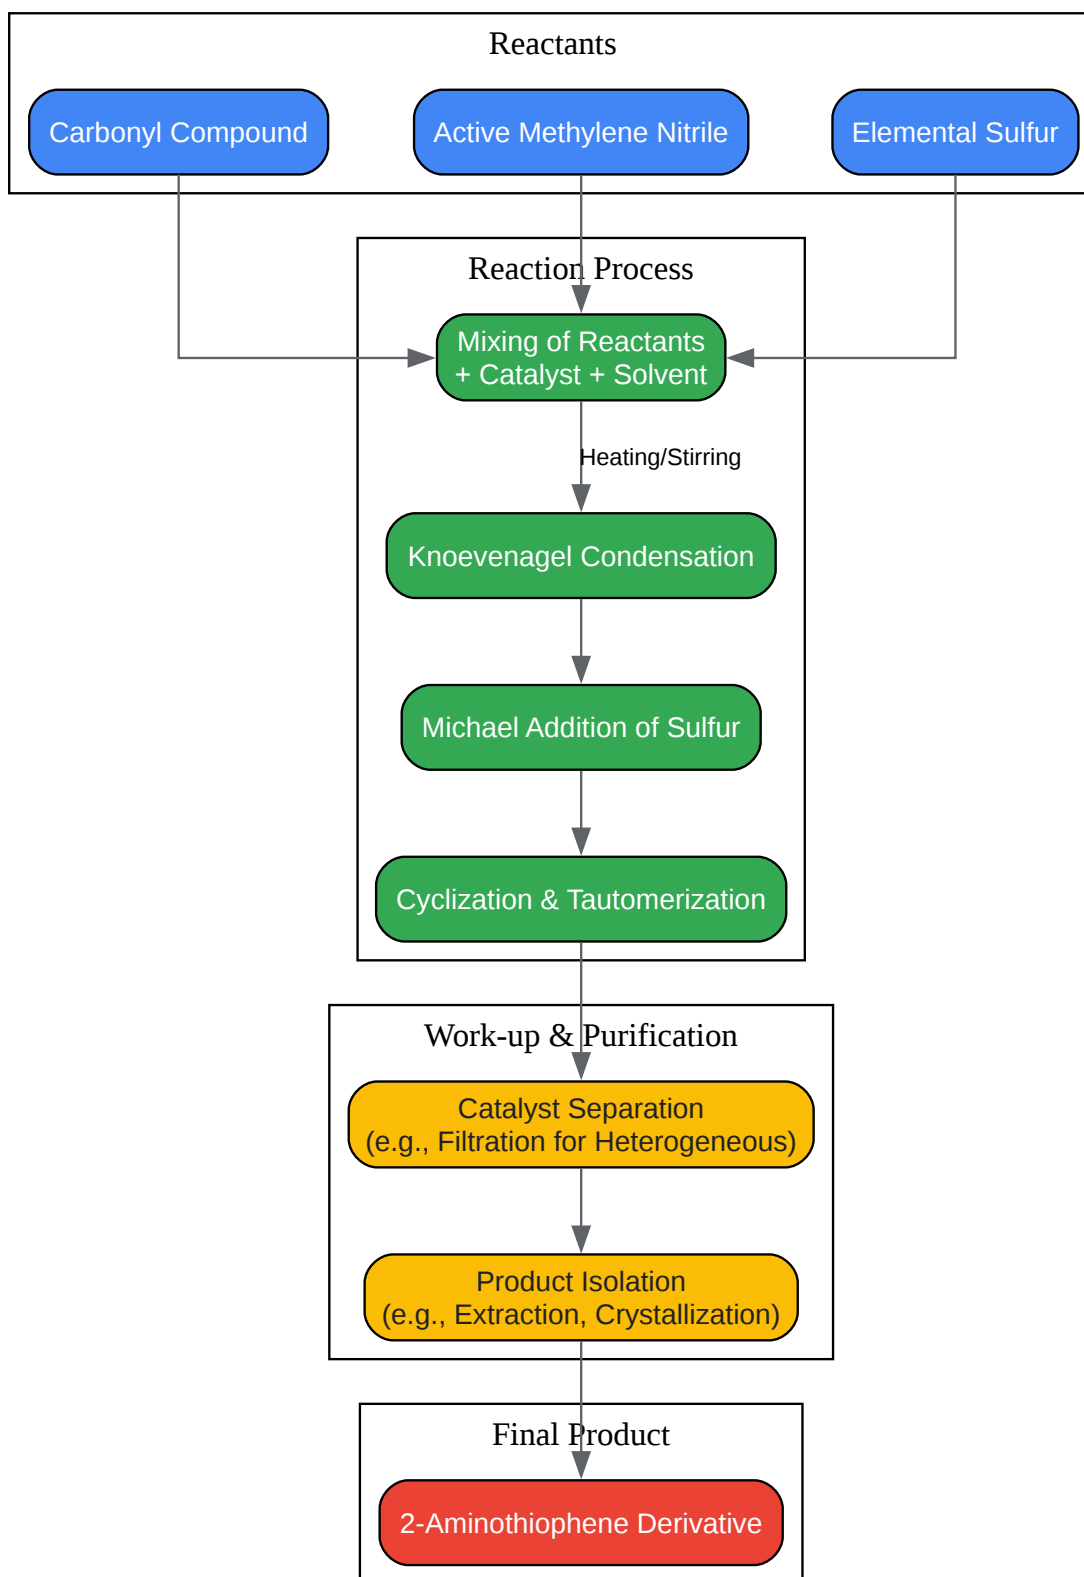 Reactants
Carbonyl Compound
Active Methylene Nitrile
Elemental Sulfur
Reaction Process
Mixing of Reactants
+ Catalyst + Solvent
Heating/Stirring
Knoevenagel Condensation
Michael Addition of Sulfur
Cyclization & Tautomerization
Work-up & Purification
Catalyst Separation
(e.g., Filtration for Heterogeneous)
Product Isolation
(e.g., Extraction, Crystallization)
Final Product
2-Aminothiophene Derivative